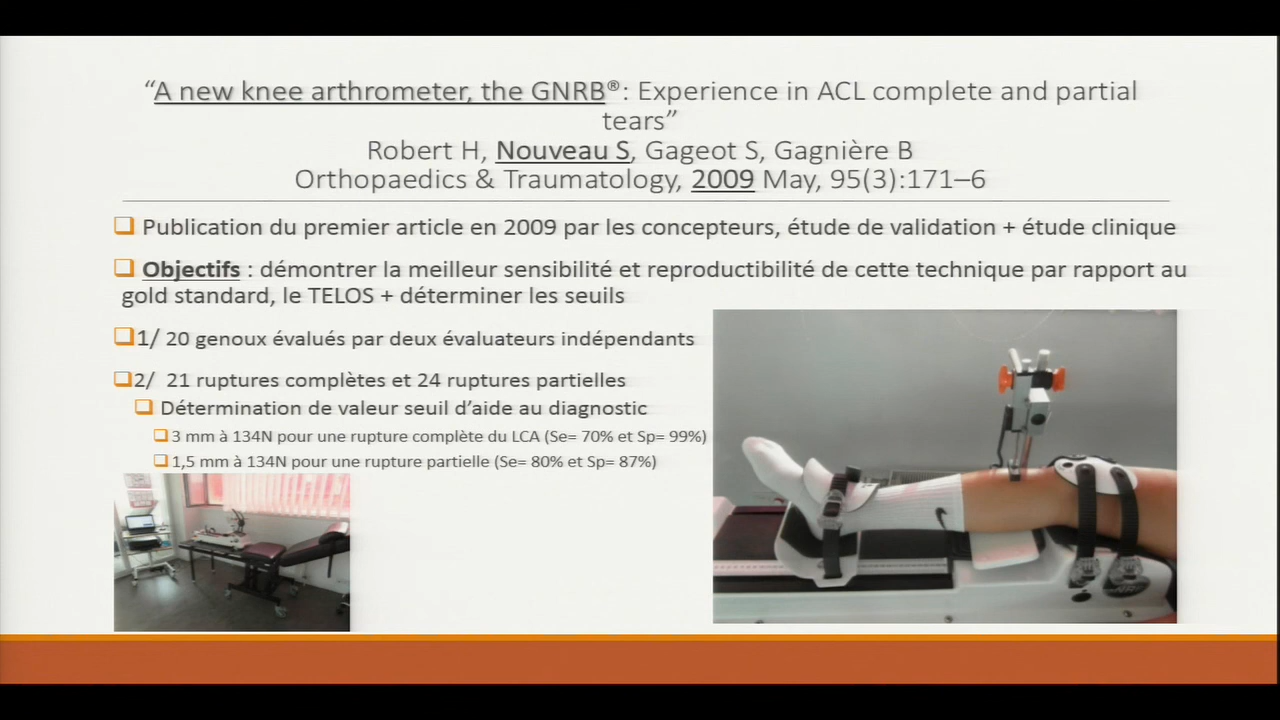 “A new knee arthrometer, the GNRB®: Experience in ACL complete and partial
tears”
Robert H, Nouveau S, Gageot S, Gagnière B
Orthopaedics & Traumatology, 2009 May, 95(3):171–6
Publication du premier article en 2009 par les concepteurs, étude de validation + étude clinique
Objectifs : démontrer la meilleur sensibilité et reproductibilité de cette technique par rapport au
gold standard, le TELOS + déterminer les seuils
1/ 20 genoux évalués par deux évaluateurs indépendants
2/ 21 ruptures complètes et 24 ruptures partielles
Détermination de valeur seuil d’aide au diagnostic
3 mm à 134N pour une rupture complète du LCA (Se= 70% et Sp= 99%)
1,5 mm à 134N pour une rupture partielle (Se= 80% et Sp= 87%)